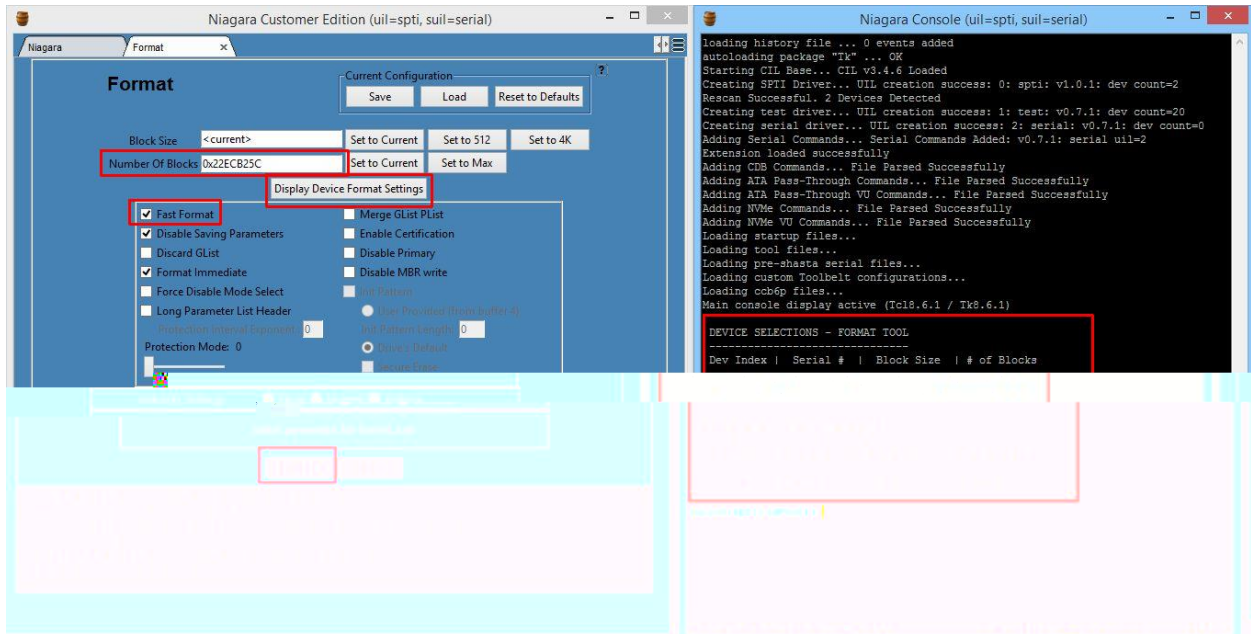 Niagara Customer Edition (uil=spti, suil=serial)
Niagara
Format
Format
Current Configuration
Save
Load
Reset to Defaults
[?]
Block Size
<current>
Set to Current
Set to 512
Set to 4K
Number Of Blocks
0x22ECB25C
Set to Current
Set to Max
Display Device Format Settings
Fast Format
Merge GList PList
Disable Saving Parameters
Enable Certification
Discard GList
Disable Primary
Format Immediate
Disable MBR write
Force Disable Mode Select
Init Pattern
Long Parameter List Header
Protection Interval Exponent:
0
Init Pattern Length:
0
Protection Mode: 0
Drive's Default
Secure Erase
Niagara Console (uil=spti, suil=serial)
loading history file ... 0 events added
autoloading package "Tk" ... OK
Starting CIL Base... CIL v3.4.6 Loaded
Creating SPTI Driver... UIL creation success: 0: spti: v1.0.1: dev count=2
Rescan Successful. 2 Devices Detected
Creating test driver... UIL creation success: 1: test: v0.7.1: dev count=20
Creating serial driver... UIL creation success: 2: serial: v0.7.1: dev count=0
Adding Serial Commands... Serial Commands Added: v0.7.1: serial uil=2
Extension loaded successfully
Adding CDB Commands... File Parsed Successfully
Adding ATA Pass-Through Commands... File Parsed Successfully
Adding ATA Pass-Through VU Commands... File Parsed Successfully
Adding NVMe Commands... File Parsed Successfully
Adding NVMe VU Commands... File Parsed Successfully
Loading startup files...
Loading tool files...
Loading pre-shasta serial files...
Loading custom Toolbelt configurations...
Loading ccb6p files...
Main console display active (Tcl8.6.1 / Tk8.6.1)
DEVICE SELECTIONS - FORMAT TOOL
-------------------------------
Dev Index | Serial # | Block Size | # of Blocks